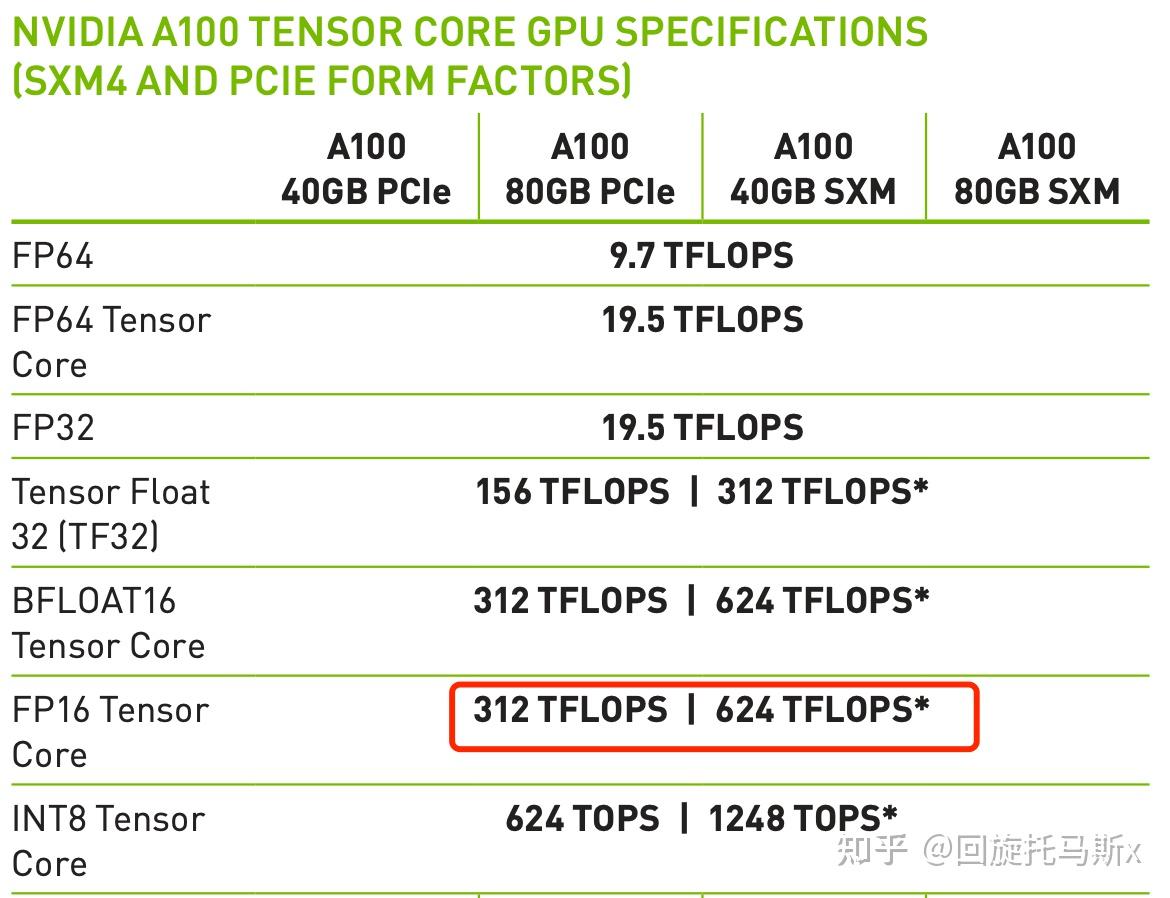 NVIDIA A100 TENSOR CORE GPU SPECIFICATIONS
(SXM4 AND PCIE FORM FACTORS)
A100 A100 A100 A100
40GB PCIe 80GB PCIe 40GB SXM 80GB SXM
FP64 9.7 TFLOPS
FP64 Tensor 19.5 TFLOPS
Core
FP32 19.5 TFLOPS
Tensor Float 156 TFLOPS | 312 TFLOPS*
32 (TF32)
BFLOAT16 312 TFLOPS | 624 TFLOPS*
Tensor Core
FP16 Tensor 312 TFLOPS | 624 TFLOPS*
Core
INT8 Tensor 624 TOPS | 1248 TOPS*
Core
知乎 @回旋托马斯x